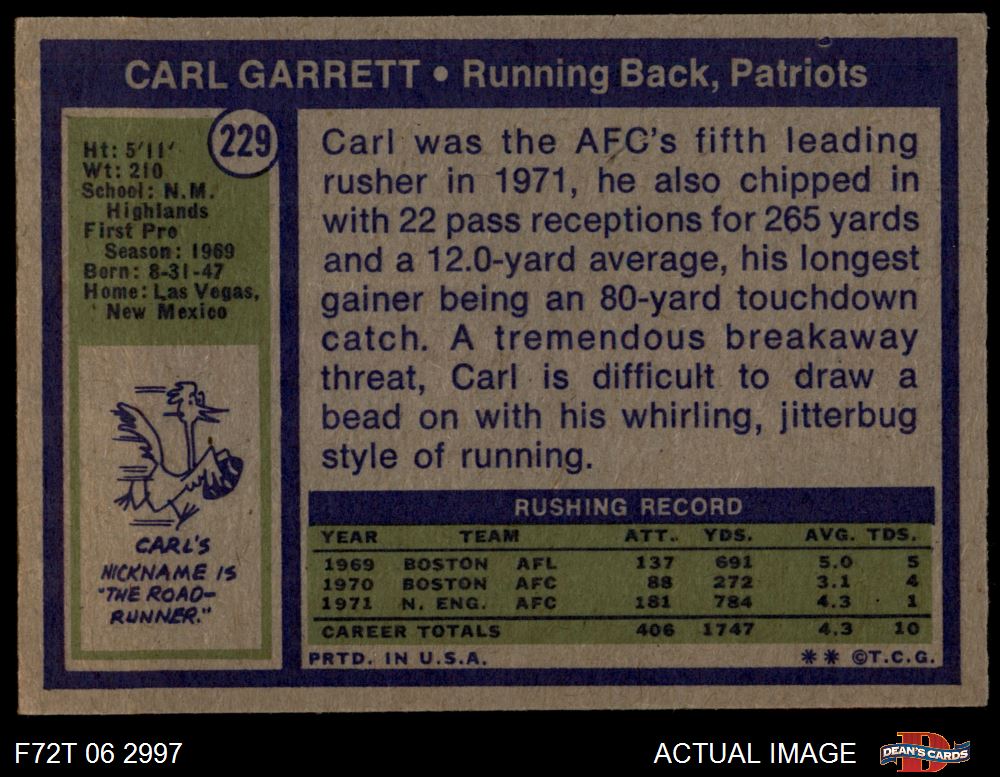 CARL GARRETT • Running Back, Patriots
229
Ht: 5'11'
Wt: 210
School: N.M.
Highlands
First Pro
Season: 1969
Born: 8-31-47
Home: Las Vegas,
New Mexico
CARL'S
NICKNAME IS
"THE ROAD-
RUNNER."
Carl was the AFC's fifth leading
rusher in 1971, he also chipped in
with 22 pass receptions for 265 yards
and a 12.0-yard average, his longest
gainer being an 80-yard touchdown
catch. A tremendous breakaway
threat, Carl is difficult to draw a
bead on with his whirling, jitterbug
style of running.
RUSHING RECORD
YEAR TEAM ATT. YDS. AVG. TDS.
1969 BOSTON AFL 137 691 5.0 5
1970 BOSTON AFC 88 272 3.1 4
1971 N. ENG. AFC 181 784 4.3 1
CAREER TOTALS 406 1747 4.3 10
PRTD. IN U.S.A. ** ©T.C.G.
F72T 06 2997 ACTUAL IMAGE DEAN'S CARDS